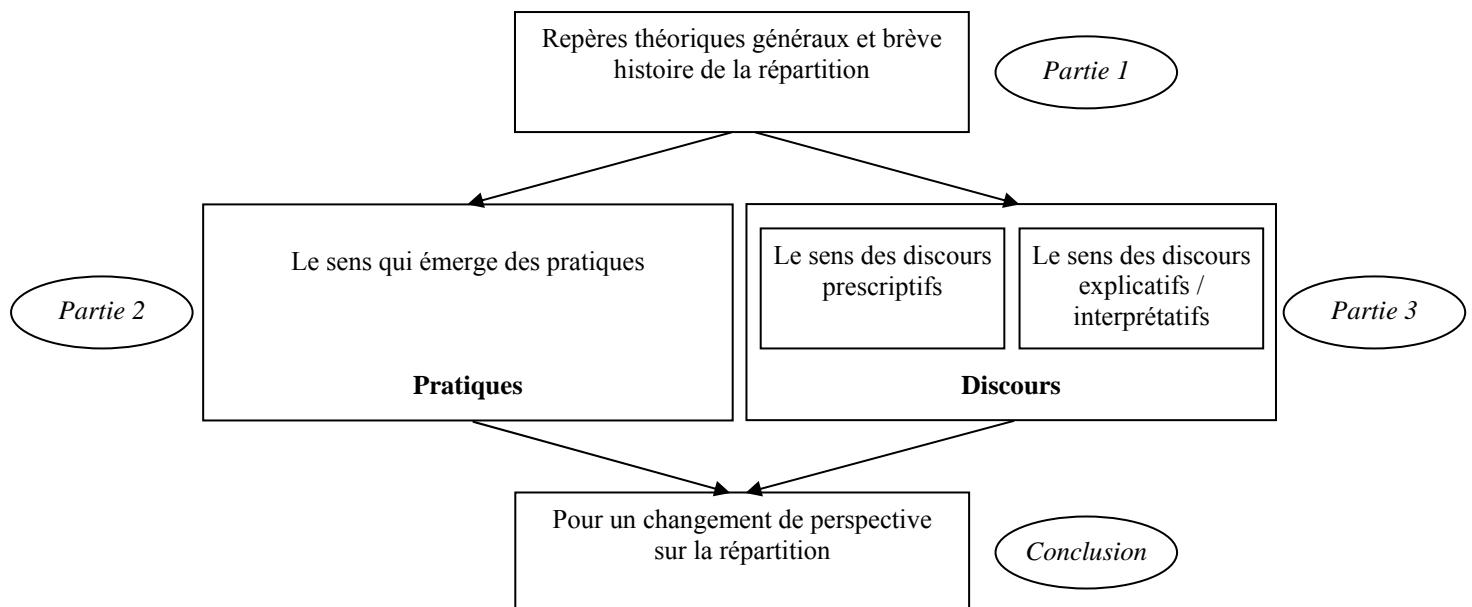 Repères théoriques généraux et brève
histoire de la répartition
Partie 1
Partie 2
Le sens qui émerge des pratiques
Pratiques
Le sens des discours
prescriptifs
Le sens des discours
explicatifs /
interprétatifs
Discours
Partie 3
Pour un changement de perspective
sur la répartition
Conclusion